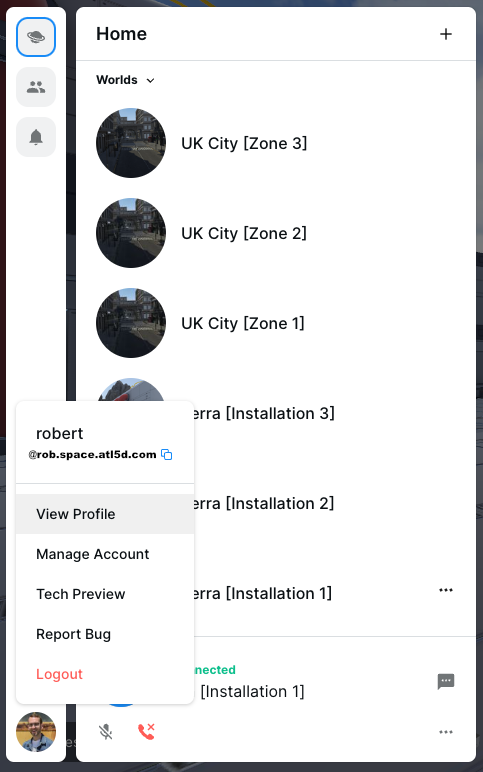 Home
Worlds
UK City [Zone 3]
UK City [Zone 2]
UK City [Zone 1]
erra [Installation 3]
robert
@rob.space.atl5d.com
erra [Installation 2]
View Profile
Manage Account
Tech Preview
erra [Installation 1]
Report Bug
nected
Logout
[Installation 1]